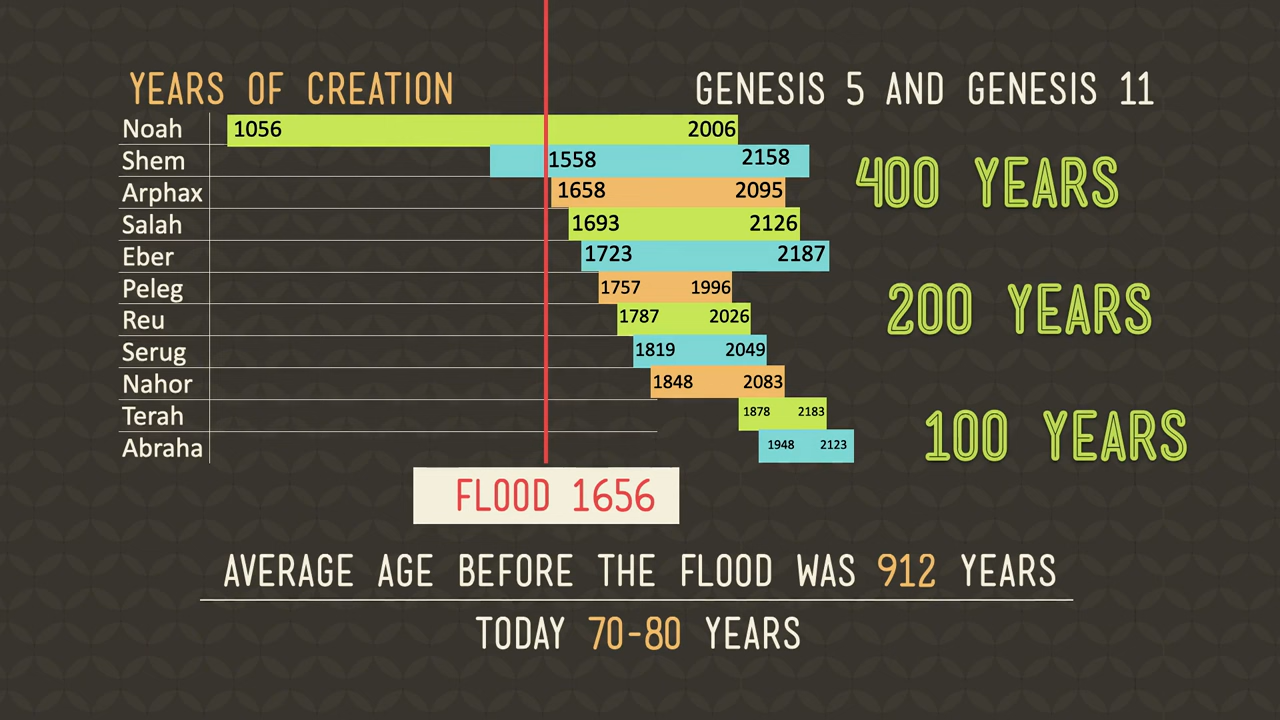 YEARS OF CREATION
GENESIS 5 AND GENESIS 11
Noah 1056 2006
Shem 1558 2158
400 YEARS
Arphax 1658 2095
Salah 1693 2126
Eber 1723 2187
Peleg 1757 1996
200 YEARS
Reu 1787 2026
Serug 1819 2049
Nahor 1848 2083
Terah 1878 2183
100 YEARS
Abraha 1948 2123
FLOOD 1656
AVERAGE AGE BEFORE THE FLOOD WAS 912 YEARS
TODAY 70-80 YEARS